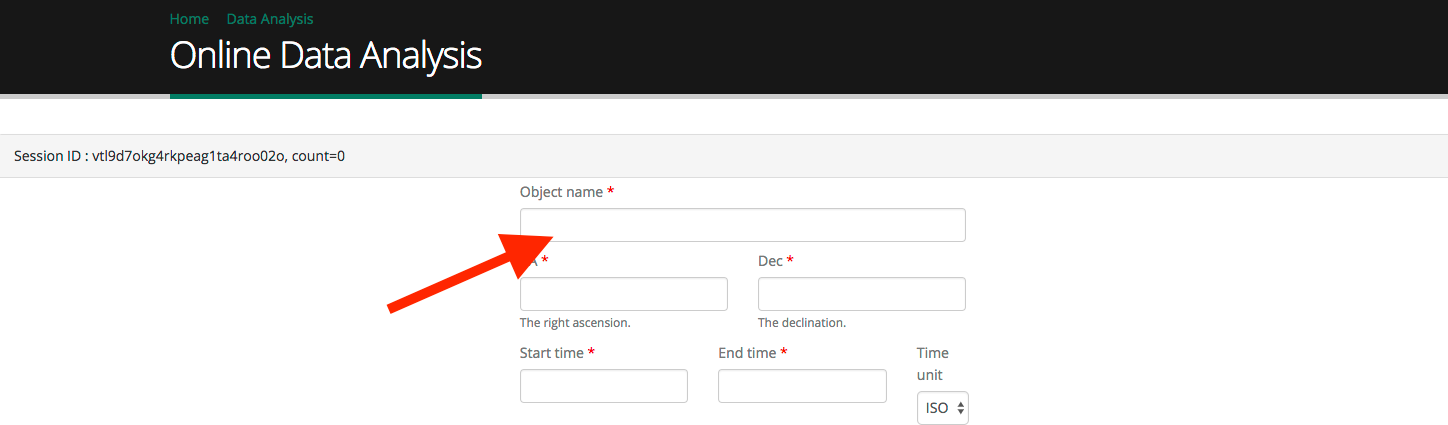 Home Data Analysis
Online Data Analysis
Session ID : vtl9d7okg4rkpeag1ta4roo02o, count=0
Object name *
* Dec *
The right ascension. The declination.
Start time * End time * Time
unit
ISO